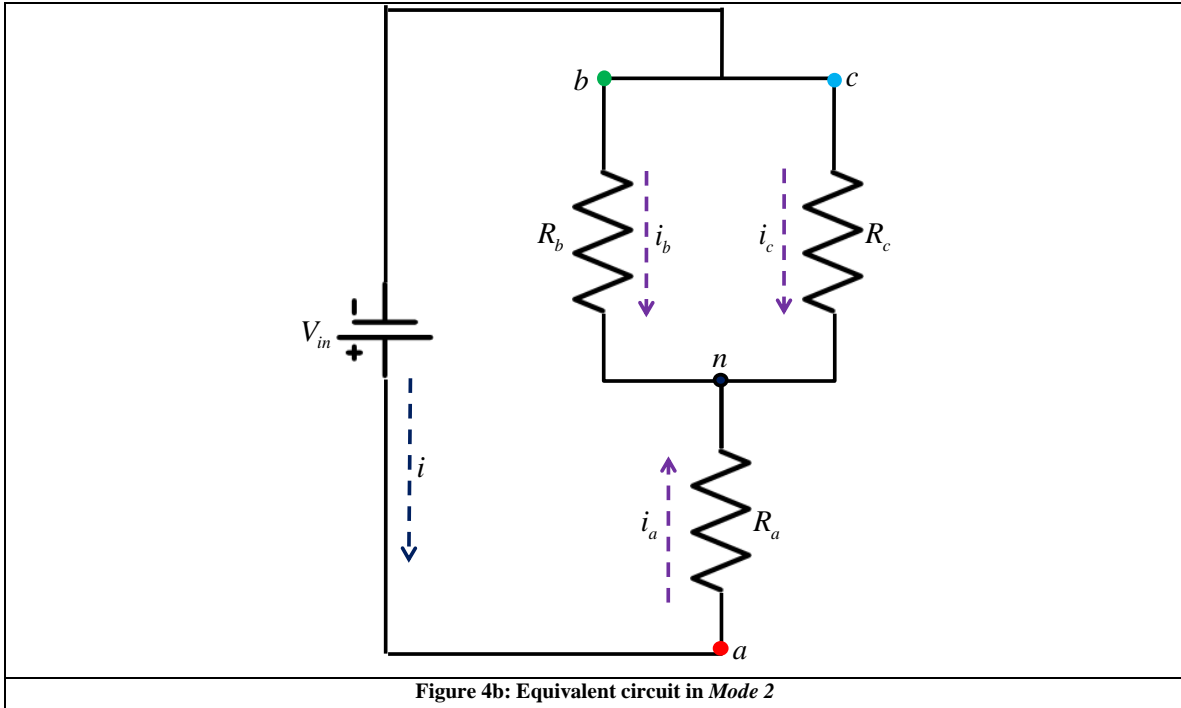 b
c
R_b
i_b
i_c
R_c
V_in
-
+
n
i
i_a
R_a
a
Figure 4b: Equivalent circuit in Mode 2